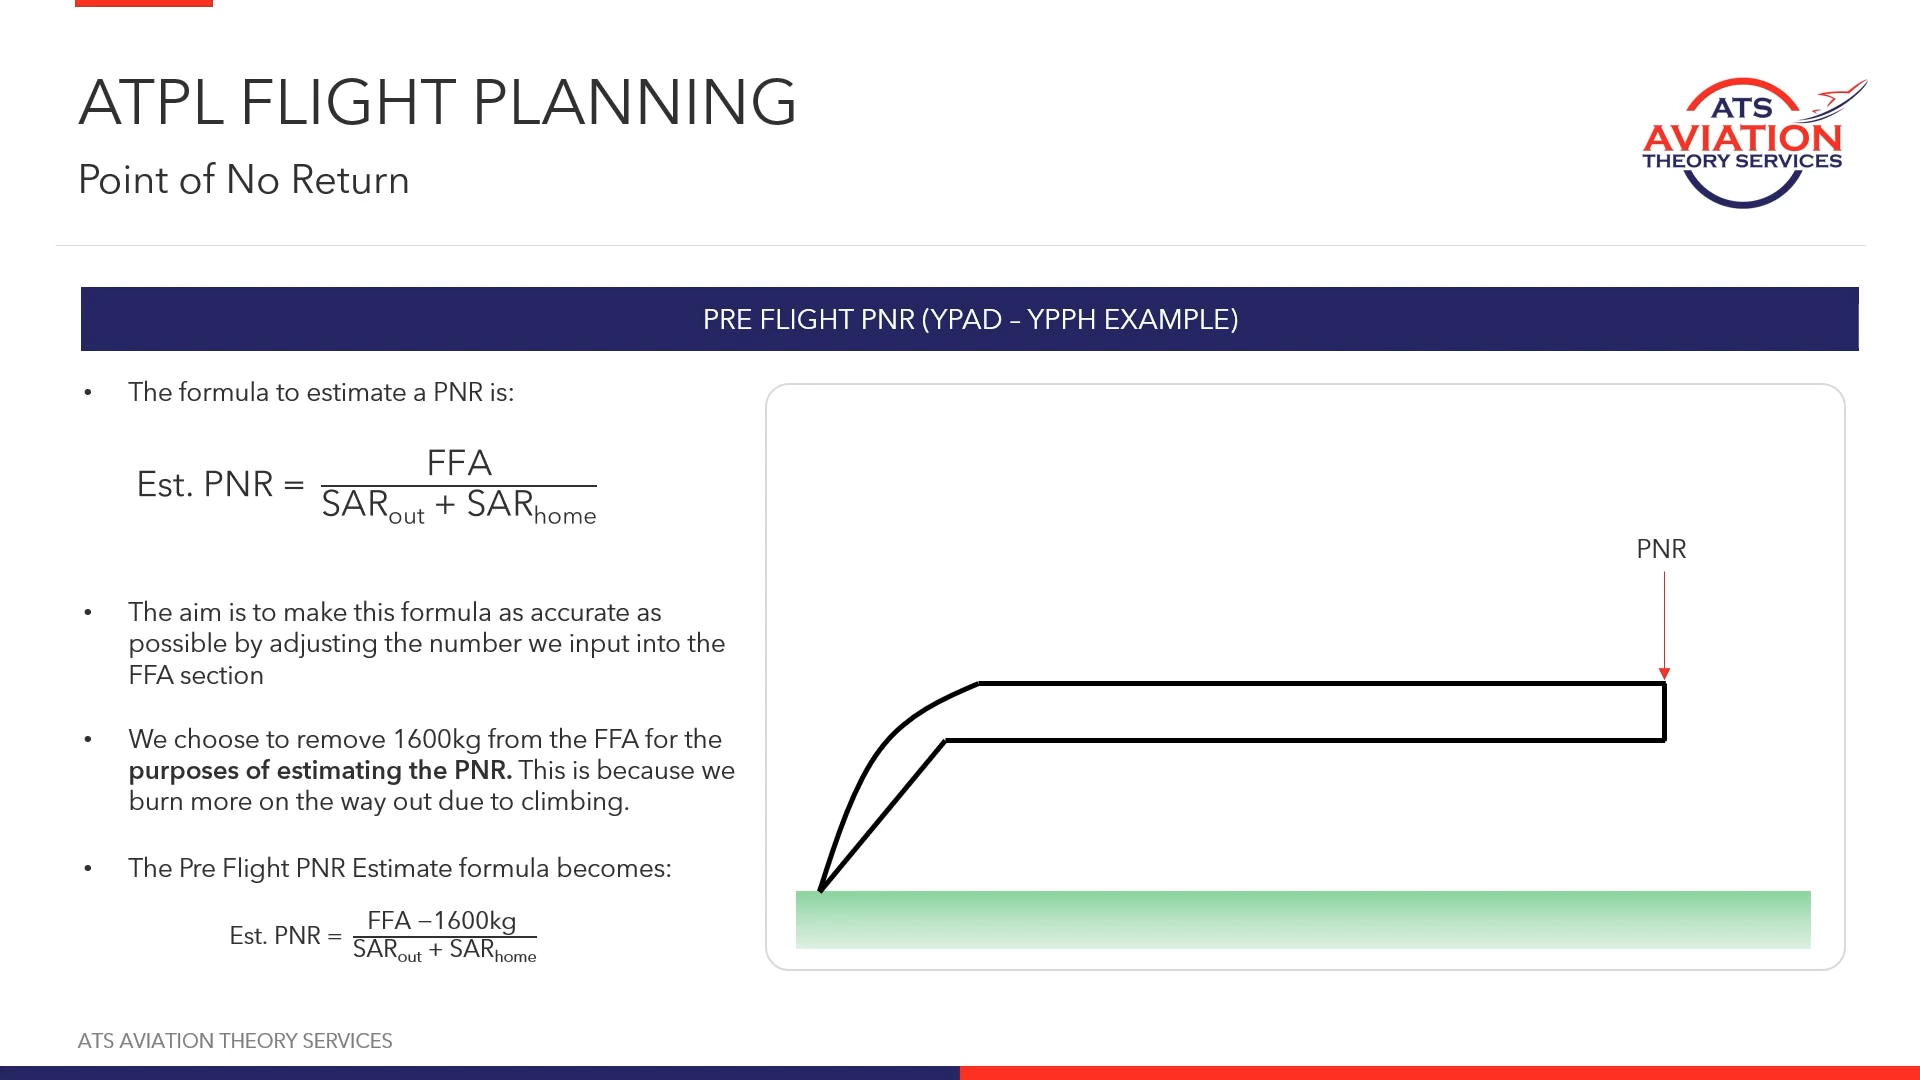 ATPL FLIGHT PLANNING
Point of No Return
ATS
AVIATION
THEORY SERVICES
PRE FLIGHT PNR (YPAD – YPPH EXAMPLE)
• The formula to estimate a PNR is:
Est. PNR = FFA
SARout + SARhome
• The aim is to make this formula as accurate as
possible by adjusting the number we input into the
FFA section
• We choose to remove 1600kg from the FFA for the
purposes of estimating the PNR. This is because we
burn more on the way out due to climbing.
• The Pre Flight PNR Estimate formula becomes:
Est. PNR = FFA −1600kg
SARout + SARhome
PNR
ATS AVIATION THEORY SERVICES